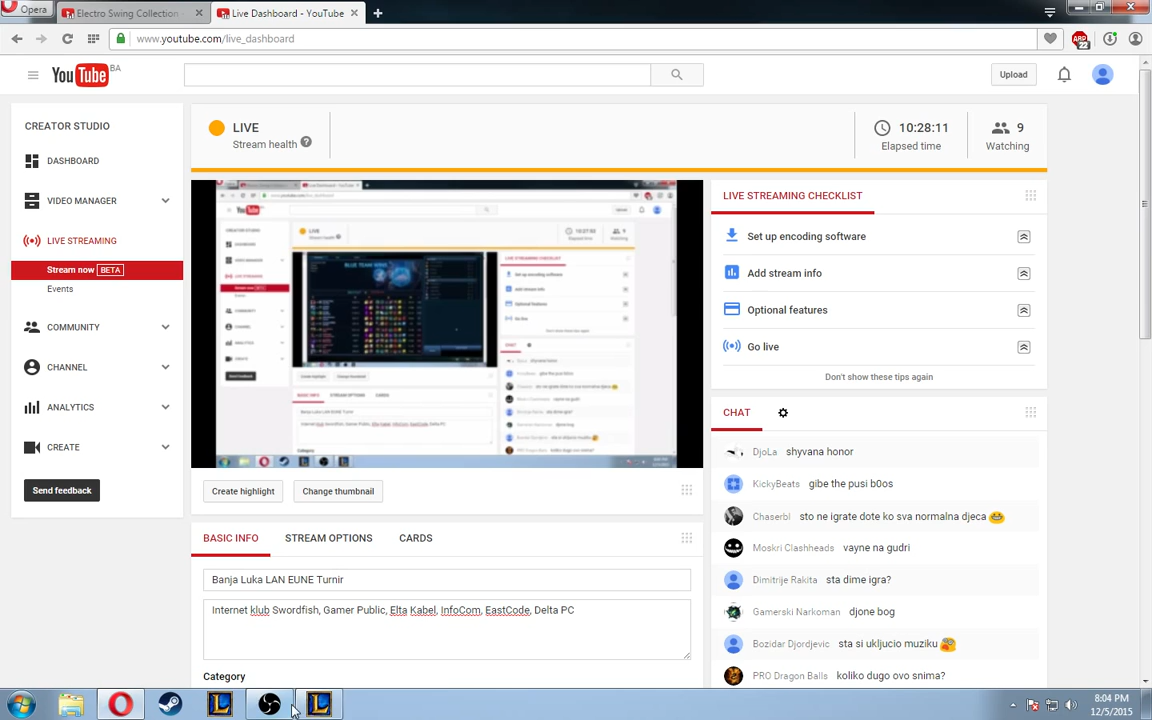 Opera
Electro Swing Collection -
Live Dashboard - YouTube
www.youtube.com/live_dashboard
22
YouTube BA
Upload
CREATOR STUDIO
DASHBOARD
VIDEO MANAGER
LIVE STREAMING
Stream now BETA
Events
COMMUNITY
CHANNEL
ANALYTICS
CREATE
Send feedback
LIVE
Stream health ?
10:28:11
Elapsed time
9
Watching
BLUE TEAM WINS
Create highlight
Change thumbnail
BASIC INFO
STREAM OPTIONS
CARDS
Banja Luka LAN EUNE Turnir
Internet klub Swordfish, Gamer Public, Elta Kabel, InfoCom, EastCode, Delta PC
Category
LIVE STREAMING CHECKLIST
Set up encoding software
Add stream info
Optional features
Go live
Don't show these tips again
CHAT
DjoLa shyvana honor
KickyBeats gibe the pusi b0os
Chaserbl sto ne igrate dote ko sva normalna djeca
Moskri Clashheads vayne na gudri
Dimitrije Rakita sta dime igra?
Gamerski Narkoman djone bog
Bozidar Djordjevic sta si ukljucio muziku
PRO Dragon Balls koliko dugo ovo snima?
8:04 PM
12/5/2015